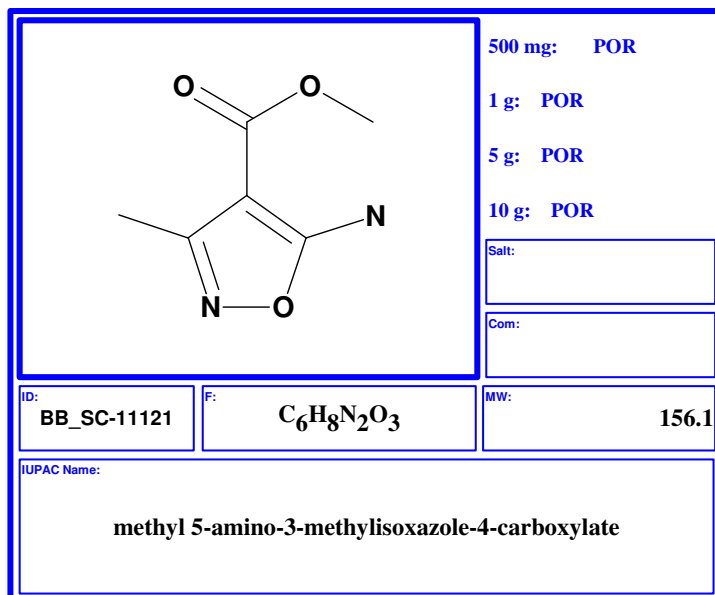 O O
N
N O
500 mg: POR
1 g: POR
5 g: POR
10 g: POR
Salt:
Com:
ID:
BB_SC-11121
F:
C6H8N2O3
MW:
156.1
IUPAC Name:
methyl 5-amino-3-methylisoxazole-4-carboxylate